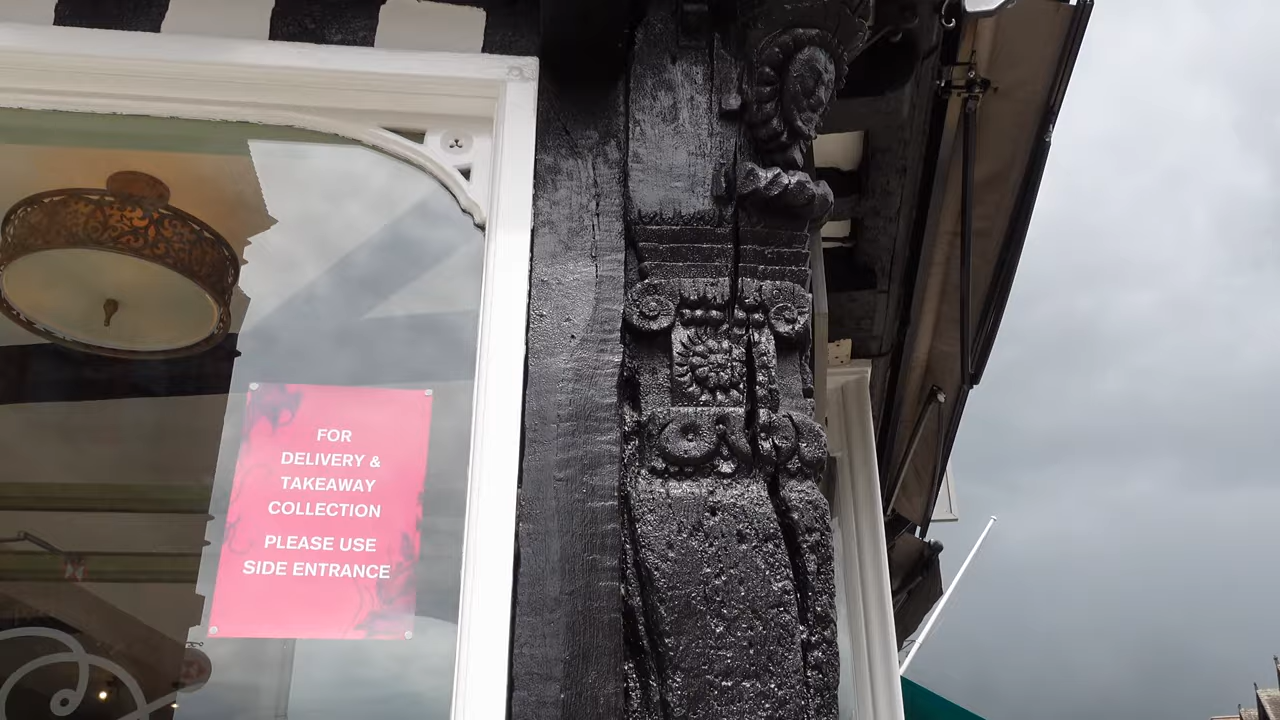 FOR
DELIVERY &
TAKEAWAY
COLLECTION
PLEASE USE
SIDE ENTRANCE